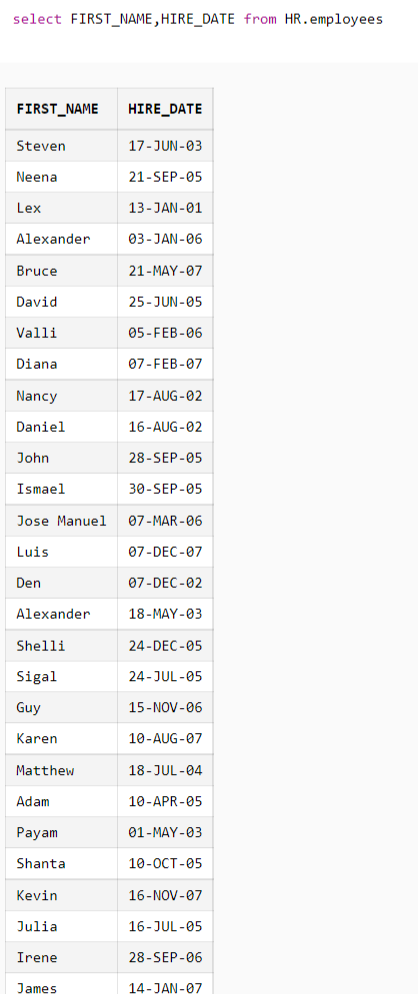 select FIRST_NAME,HIRE_DATE from HR.employees
FIRST_NAME HIRE_DATE
Steven 17-JUN-03
Neena 21-SEP-05
Lex 13-JAN-01
Alexander 03-JAN-06
Bruce 21-MAY-07
David 25-JUN-05
Valli 05-FEB-06
Diana 07-FEB-07
Nancy 17-AUG-02
Daniel 16-AUG-02
John 28-SEP-05
Ismael 30-SEP-05
Jose Manuel 07-MAR-06
Luis 07-DEC-07
Den 07-DEC-02
Alexander 18-MAY-03
Shelli 24-DEC-05
Sigal 24-JUL-05
Guy 15-NOV-06
Karen 10-AUG-07
Matthew 18-JUL-04
Adam 10-APR-05
Payam 01-MAY-03
Shanta 10-OCT-05
Kevin 16-NOV-07
Julia 16-JUL-05
Irene 28-SEP-06
James 14-JAN-07